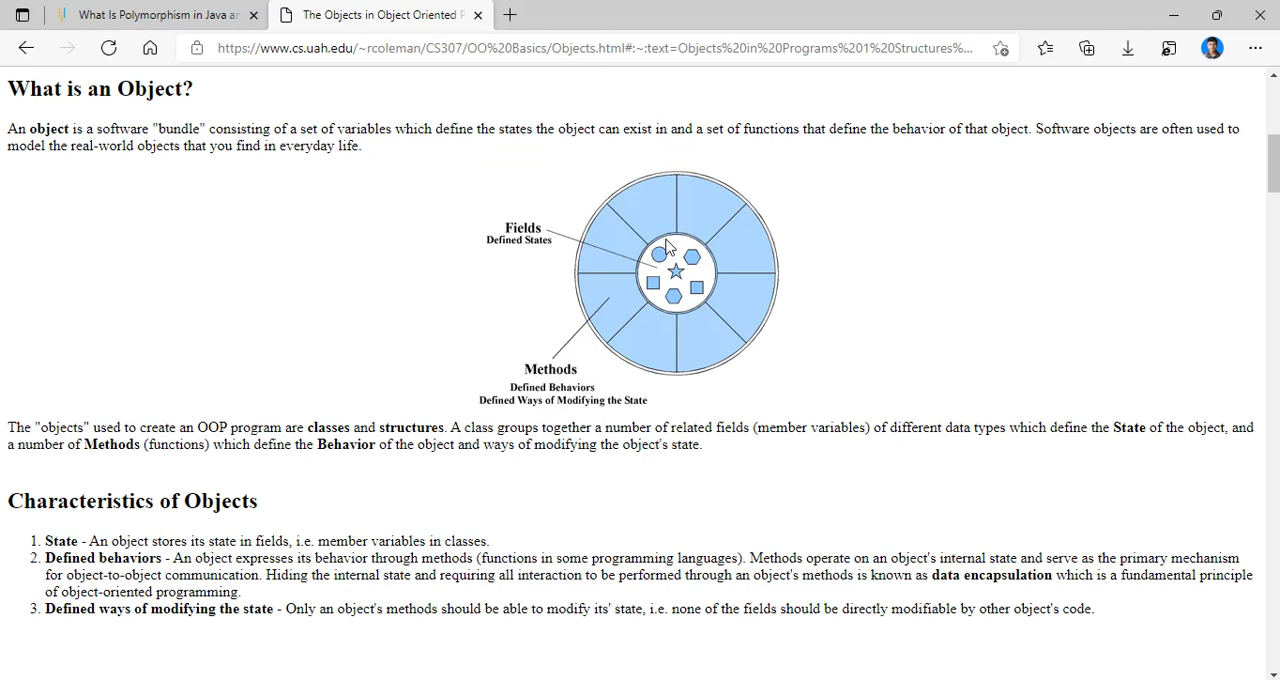 What Is Polymorphism in Java ar
The Objects in Object Oriented P
https://www.cs.uah.edu/~rcoleman/CS307/OO%20Basics/Objects.html#:~:text=Objects%20in%20Programs%201%20Structures%...
What is an Object?
An object is a software "bundle" consisting of a set of variables which define the states the object can exist in and a set of functions that define the behavior of that object. Software objects are often used to
model the real-world objects that you find in everyday life.
Fields
Defined States
Methods
Defined Behaviors
Defined Ways of Modifying the State
The "objects" used to create an OOP program are classes and structures. A class groups together a number of related fields (member variables) of different data types which define the State of the object, and
a number of Methods (functions) which define the Behavior of the object and ways of modifying the object's state.
Characteristics of Objects
1. State - An object stores its state in fields, i.e. member variables in classes.
2. Defined behaviors - An object expresses its behavior through methods (functions in some programming languages). Methods operate on an object's internal state and serve as the primary mechanism
for object-to-object communication. Hiding the internal state and requiring all interaction to be performed through an object's methods is known as data encapsulation which is a fundamental principle
of object-oriented programming.
3. Defined ways of modifying the state - Only an object's methods should be able to modify its' state, i.e. none of the fields should be directly modifiable by other object's code.